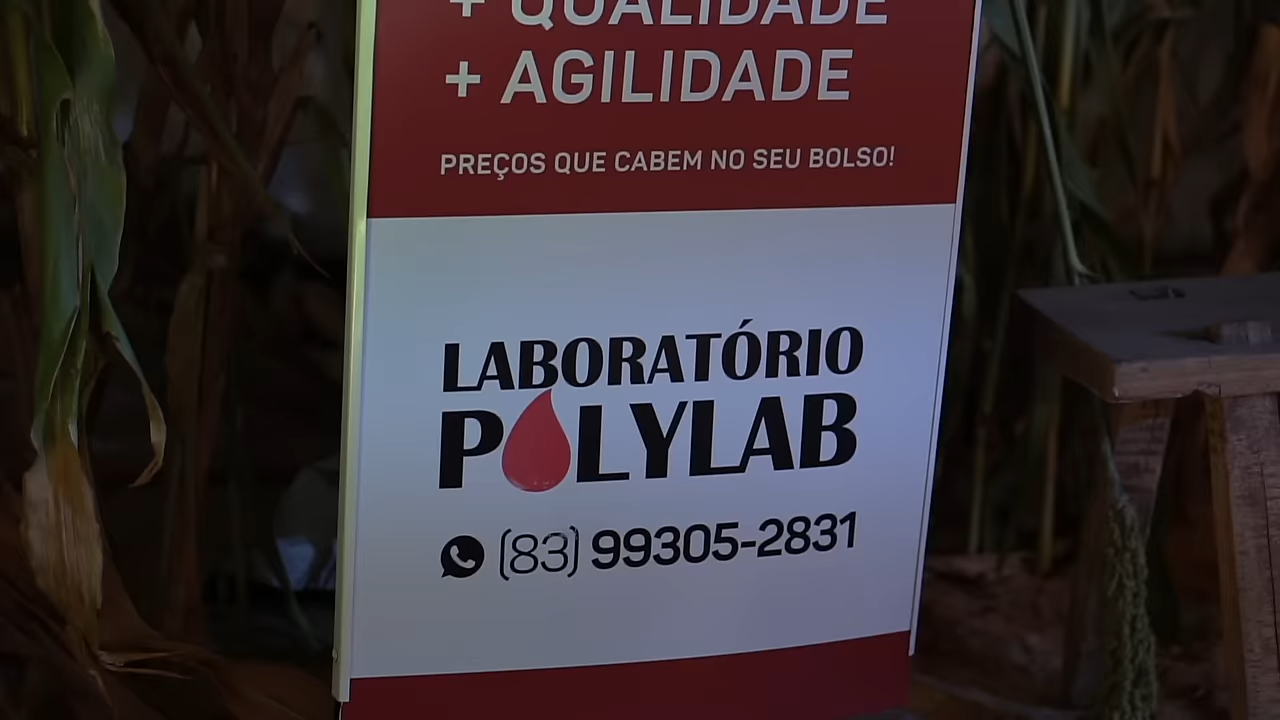 + QUALIDADE
+ AGILIDADE
PREÇOS QUE CABEM NO SEU BOLSO!
LABORATÓRIO
POLYLAB
(83) 99305-2831